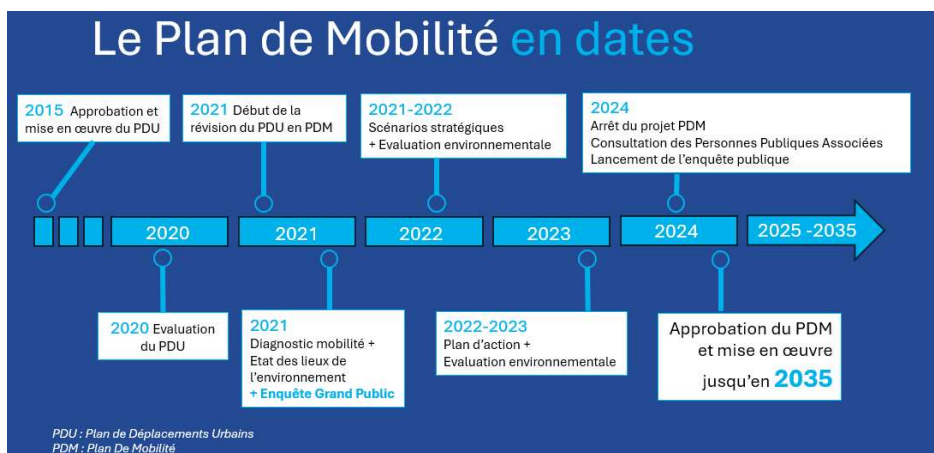 Le Plan de Mobilité en dates
2015 Approbation et
mise en œuvre du PDU
2021 Début de la
révision du PDU en PDM
2021-2022
Scénarios stratégiques
+ Evaluation environnementale
2024
Arrêt du projet PDM
Consultation des Personnes Publiques Associées
Lancement de l'enquête publique
2020
2021
2022
2023
2024
2025 -2035
2020 Evaluation
du PDU
2021
Diagnostic mobilité +
Etat des lieux de
l'environnement
+ Enquête Grand Public
2022-2023
Plan d'action +
Evaluation environnementale
Approbation du PDM
et mise en œuvre
jusqu'en 2035
PDU : Plan de Déplacements Urbains
PDM : Plan De Mobilité